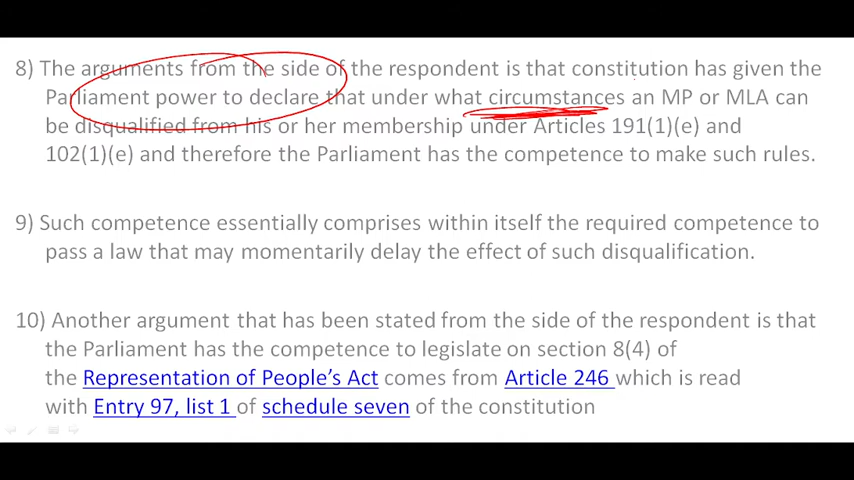 8) The arguments from the side of the respondent is that constitution has given the
Parliament power to declare that under what circumstances an MP or MLA can
be disqualified from his or her membership under Articles 191(1)(e) and
102(1)(e) and therefore the Parliament has the competence to make such rules.
9) Such competence essentially comprises within itself the required competence to
pass a law that may momentarily delay the effect of such disqualification.
10) Another argument that has been stated from the side of the respondent is that
the Parliament has the competence to legislate on section 8(4) of
the Representation of People’s Act comes from Article 246 which is read
with Entry 97, list 1 of schedule seven of the constitution